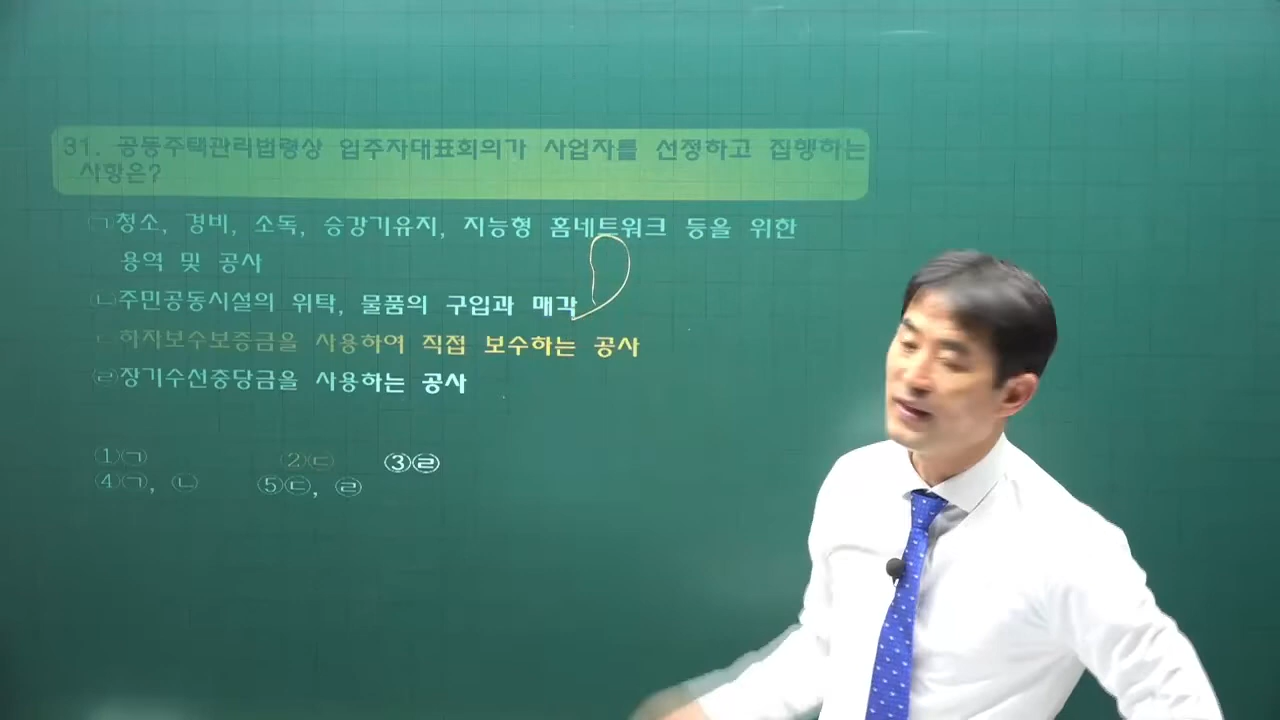 31. 공동주택관리법령상 입주자대표회의가 사업자를 선정하고 집행하는
사항은?
㉠청소, 경비, 소독, 승강기유지, 지능형 홈네트워크 등을 위한
용역 및 공사
㉡주민공동시설의 위탁, 물품의 구입과 매각
㉢하자보수보증금을 사용하여 직접 보수하는 공사
㉣장기수선충당금을 사용하는 공사
①㉠ ②㉢ ③㉣
④㉠, ㉡ ⑤㉢, ㉣